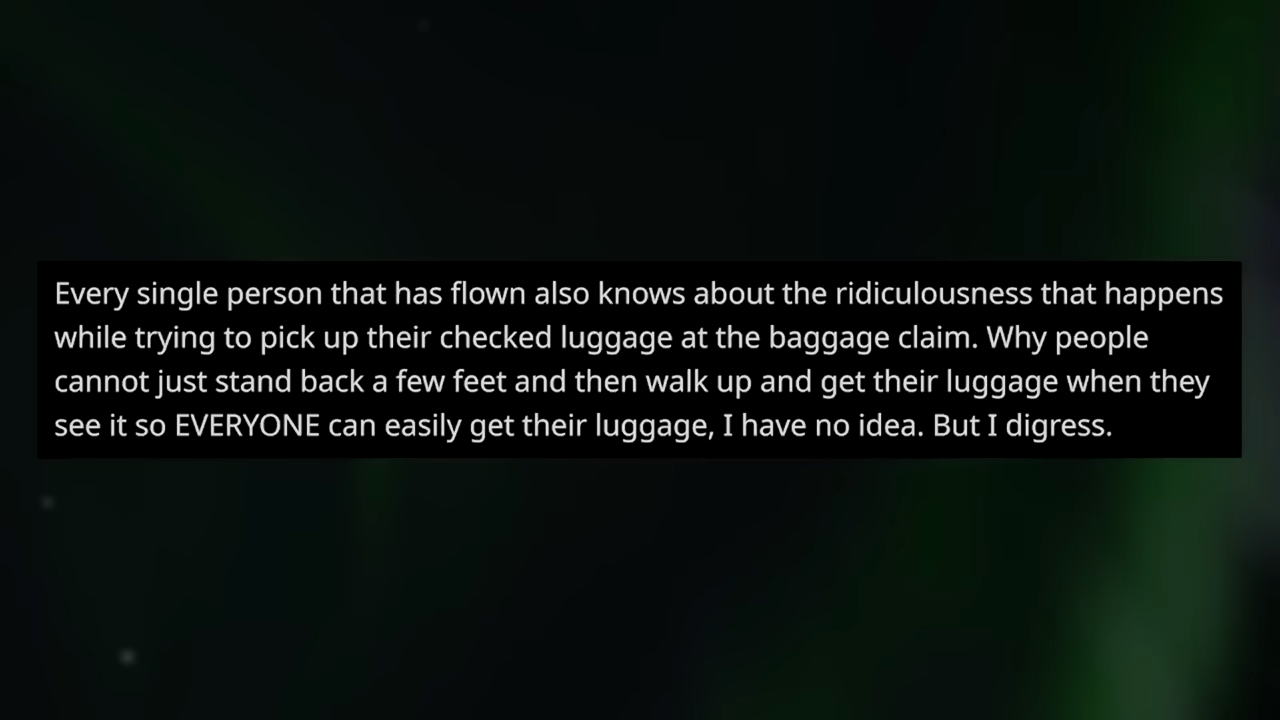 Every single person that has flown also knows about the ridiculousness that happens
while trying to pick up their checked luggage at the baggage claim. Why people
cannot just stand back a few feet and then walk up and get their luggage when they
see it so EVERYONE can easily get their luggage, I have no idea. But I digress.